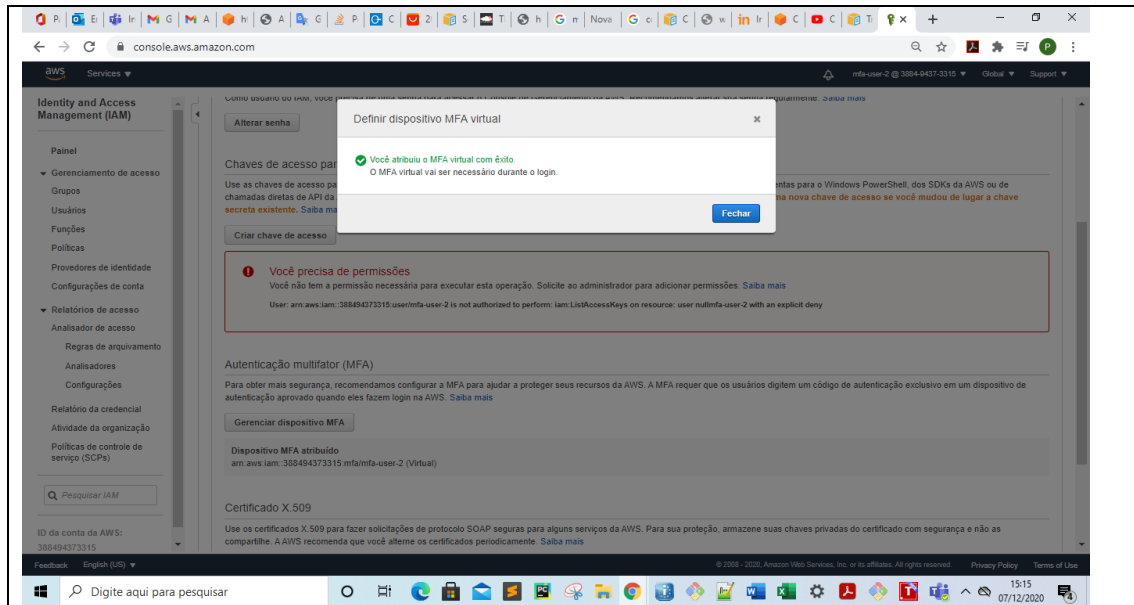 console.aws.amazon.com
aws Services mfa-user-2 @ 3884-9437-3315 Global Support
Identity and Access
Management (IAM)
Painel
Gerenciamento de acesso
Grupos
Usuários
Funções
Políticas
Provedores de identidade
Configurações de conta
Relatórios de acesso
Analisador de acesso
Regras de arquivamento
Analisadores
Configurações
Relatório da credencial
Atividade da organização
Políticas de controle de
serviço (SCPs)
Pesquisar IAM
ID da conta da AWS:
388494373315
Alterar senha
Definir dispositivo MFA virtual
Você atribuiu o MFA virtual com êxito.
O MFA virtual vai ser necessário durante o login.
Fechar
Chaves de acesso par
Use as chaves de acesso pa entas para o Windows PowerShell, dos SDKs da AWS ou de
chamadas diretas de API da ma nova chave de acesso se você mudou de lugar a chave
secreta existente. Saiba ma
Criar chave de acesso
Você precisa de permissões
Você não tem a permissão necessária para executar esta operação. Solicite ao administrador para adicionar permissões. Saiba mais
User: arn:aws:iam::388494373315:user/mfa-user-2 is not authorized to perform: iam:ListAccessKeys on resource: user nullmfa-user-2 with an explicit deny
Autenticação multifator (MFA)
Para obter mais segurança, recomendamos configurar a MFA para ajudar a proteger seus recursos da AWS. A MFA requer que os usuários digitem um código de autenticação exclusivo em um dispositivo de
autenticação aprovado quando eles fazem login na AWS. Saiba mais
Gerenciar dispositivo MFA
Dispositivo MFA atribuído
arn:aws:iam::388494373315:mfa/mfa-user-2 (Virtual)
Certificado X.509
Use os certificados X.509 para fazer solicitações de protocolo SOAP seguras para alguns serviços da AWS. Para sua proteção, armazene suas chaves privadas do certificado com segurança e não as
compartilhe. A AWS recomenda que você alterne os certificados periodicamente. Saiba mais
Feedback English (US) © 2008 - 2020, Amazon Web Services, Inc. or its affiliates. All rights reserved. Privacy Policy Terms of Use
Digite aqui para pesquisar
15:15
07/12/2020